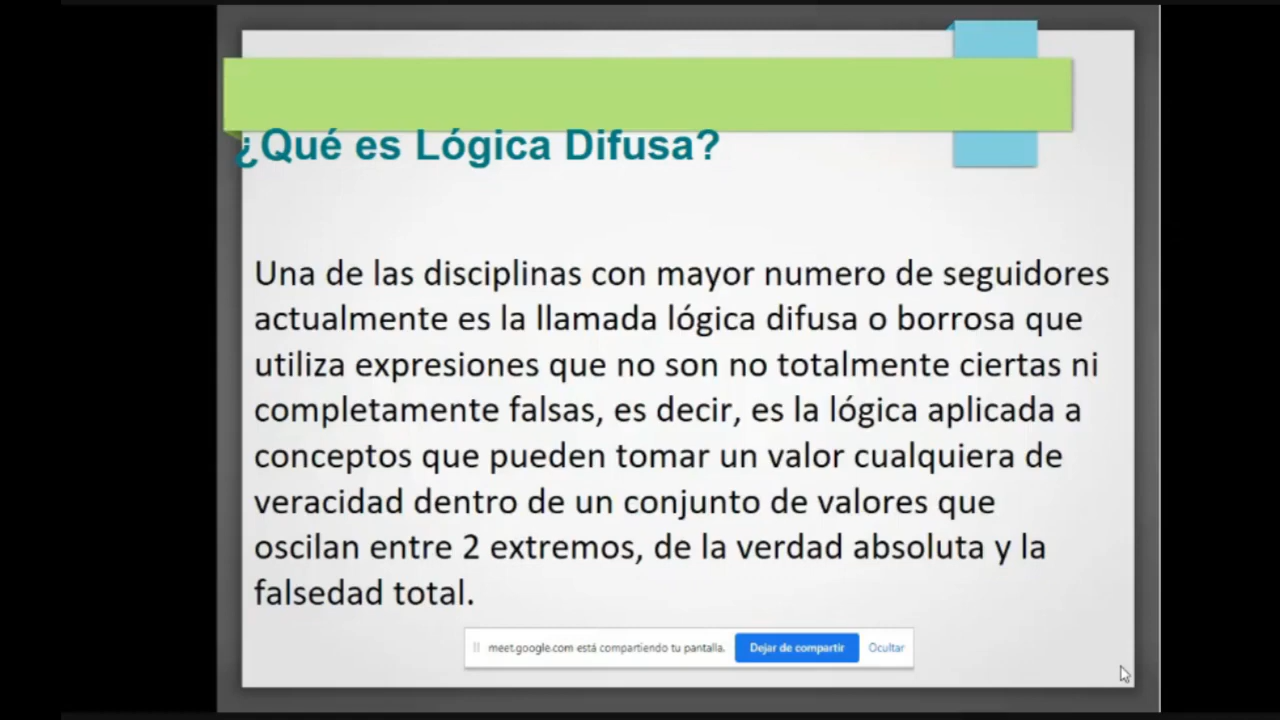 ¿Qué es Lógica Difusa?
Una de las disciplinas con mayor numero de seguidores
actualmente es la llamada lógica difusa o borrosa que
utiliza expresiones que no son no totalmente ciertas ni
completamente falsas, es decir, es la lógica aplicada a
conceptos que pueden tomar un valor cualquiera de
veracidad dentro de un conjunto de valores que
oscilan entre 2 extremos, de la verdad absoluta y la
falsedad total.
meet.google.com está compartiendo tu pantalla. Dejar de compartir Ocultar